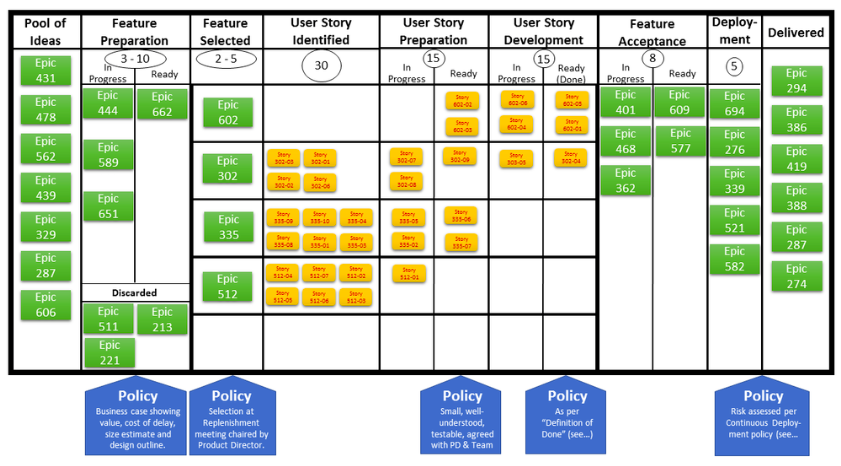 Pool of
Ideas
Feature
Preparation
Feature
Selected
User Story
Identified
User Story
Preparation
User Story
Development
Feature
Acceptance
Deploy-
ment
Delivered
3 - 10
2 - 5
30
15
15
8
5
In
Progress
Ready
In
Progress
Ready
In
Progress
Ready
(Done)
In
Progress
Ready
Epic
431
Epic
478
Epic
562
Epic
439
Epic
329
Epic
287
Epic
606
Epic
444
Epic
662
Epic
589
Epic
651
Discarded
Epic
511
Epic
213
Epic
221
Epic
602
Story
602-02
Story
602-03
Story
602-06
Story
602-05
Story
602-04
Story
602-01
Epic
302
Story
302-03
Story
302-01
Story
302-02
Story
302-06
Story
302-07
Story
302-08
Story
502-09
Story
Story
302-04
Epic
335
Story
335-09
Story
335-10
Story
335-04
Story
335-08
Story
335-01
Story
335-03
Story
335-05
Story
335-02
Story
335-06
Story
335-07
Epic
512
Story
512-04
Story
512-07
Story
512-02
Story
512-05
Story
512-06
Story
512-03
Story
512-01
Epic
401
Epic
609
Epic
468
Epic
577
Epic
362
Epic
694
Epic
276
Epic
339
Epic
521
Epic
582
Epic
294
Epic
386
Epic
419
Epic
388
Epic
287
Epic
274
Policy
Business case showing
value, cost of delay,
size estimate and
design outline.
Policy
Selection at
Replenishment
meeting chaired by
Product Director.
Policy
Small, well-
understood,
testable, agreed
with PD & Team
Policy
As per
“Definition of
Done” (see...)
Policy
Risk assessed per
Continuous Deploy-
ment policy (see...